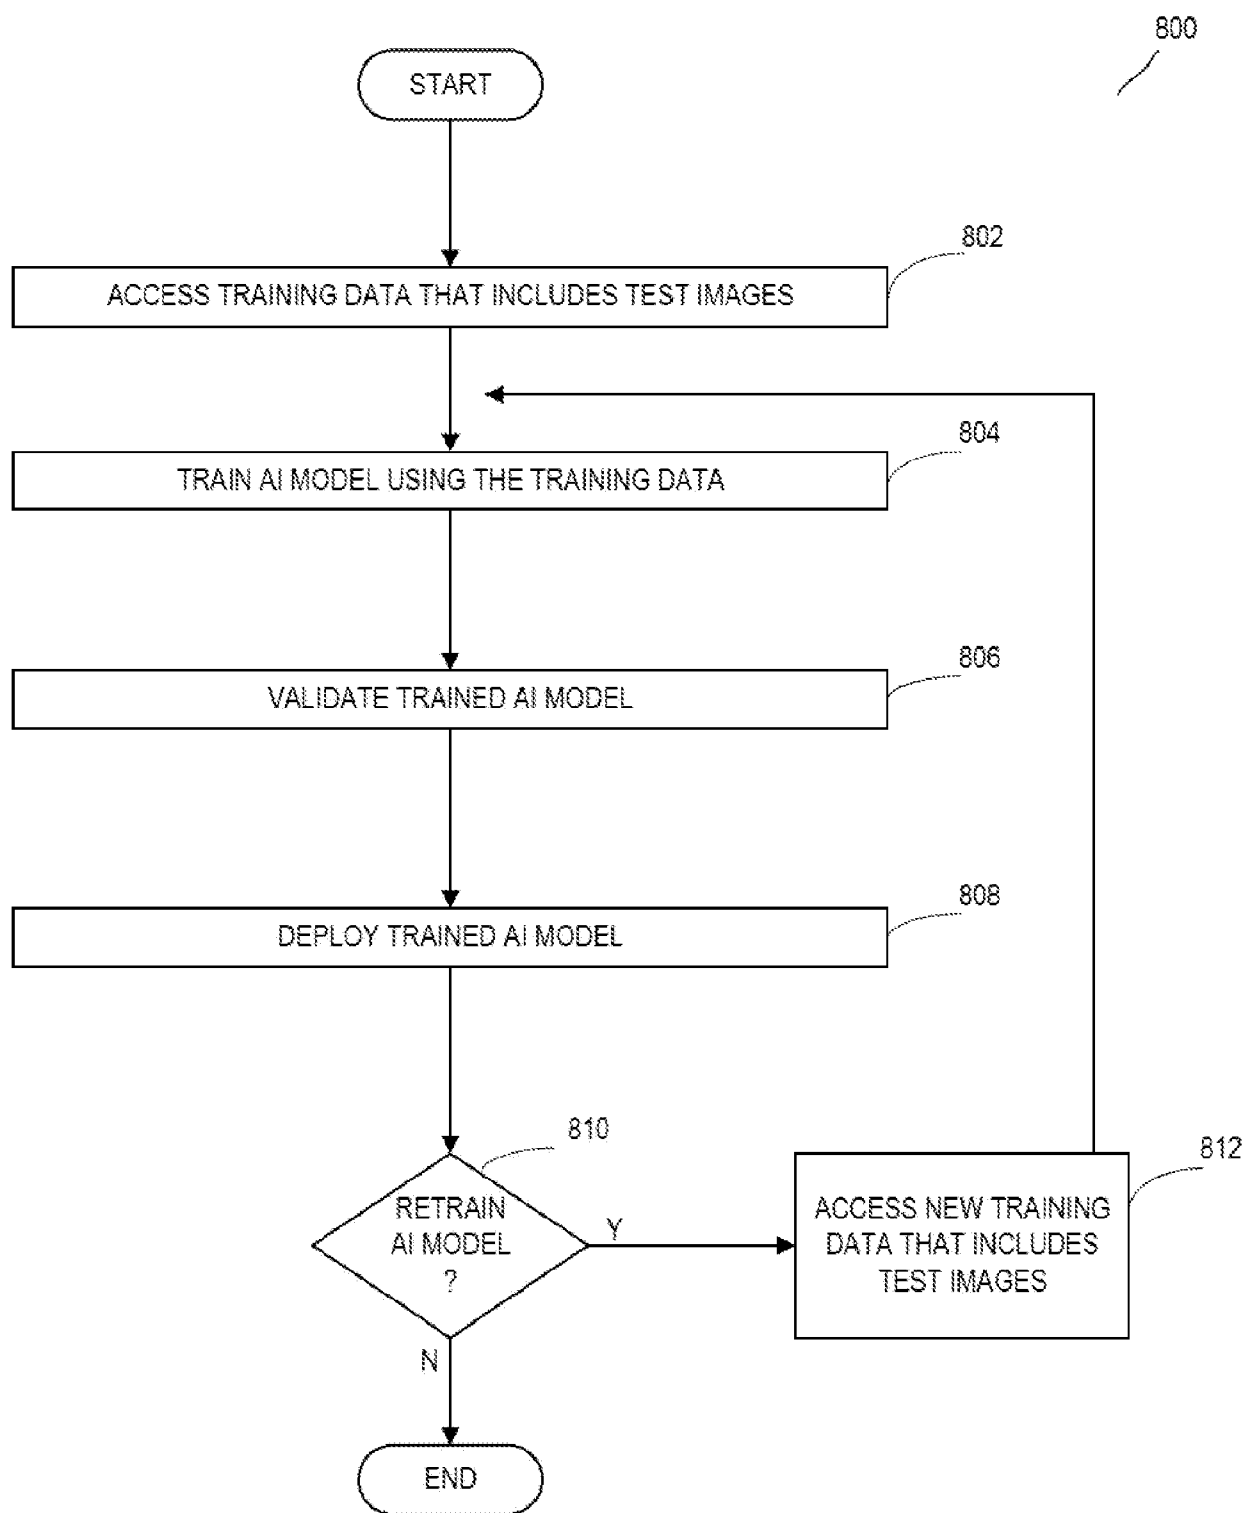 800
START
802
ACCESS TRAINING DATA THAT INCLUDES TEST IMAGES
804
TRAIN AI MODEL USING THE TRAINING DATA
806
VALIDATE TRAINED AI MODEL
808
DEPLOY TRAINED AI MODEL
810
RETRAIN
AI MODEL
?
Y
N
812
ACCESS NEW TRAINING
DATA THAT INCLUDES
TEST IMAGES
END